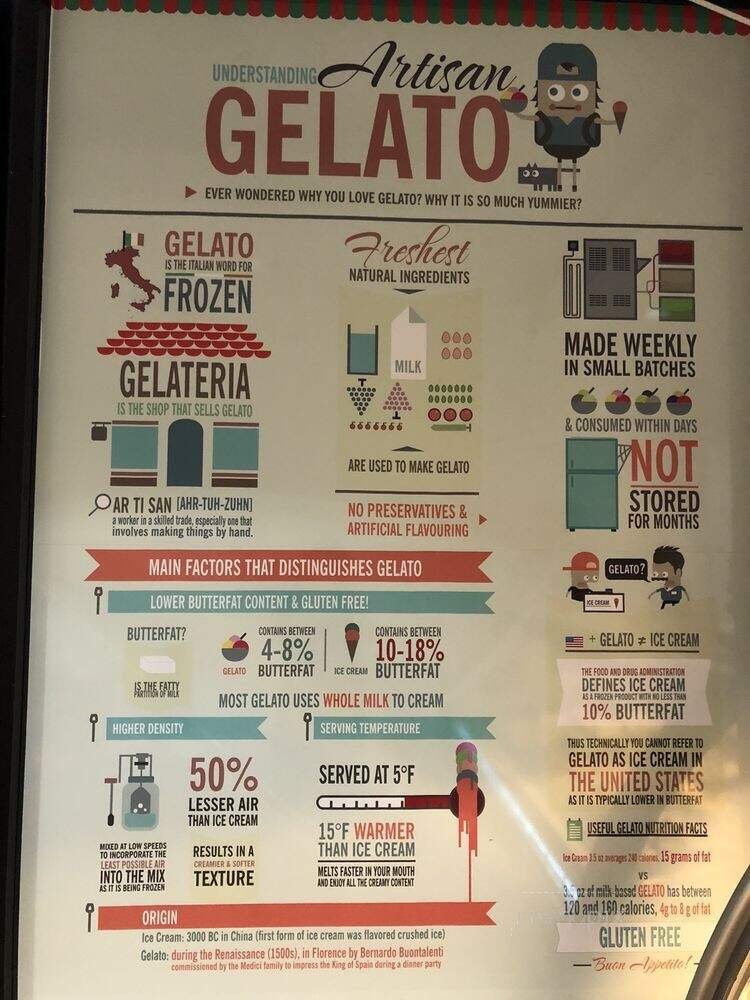 UNDERSTANDING Artisan
GELATO
EVER WONDERED WHY YOU LOVE GELATO? WHY IT IS SO MUCH YUMMIER?
GELATO
IS THE ITALIAN WORD FOR
FROZEN
GELATERIA
IS THE SHOP THAT SELLS GELATO
AR TI SAN [AHR-TUH-ZUHN]
a worker in a skilled trade, especially one that
involves making things by hand.
Freshest
NATURAL INGREDIENTS
MILK
ARE USED TO MAKE GELATO
NO PRESERVATIVES &
ARTIFICIAL FLAVOURING
MADE WEEKLY
IN SMALL BATCHES
& CONSUMED WITHIN DAYS
NOT
STORED
FOR MONTHS
MAIN FACTORS THAT DISTINGUISHES GELATO
LOWER BUTTERFAT CONTENT & GLUTEN FREE!
BUTTERFAT?
IS THE FATTY
PARTITION OF MILK
GELATO
CONTAINS BETWEEN
4-8%
BUTTERFAT
ICE CREAM
CONTAINS BETWEEN
10-18%
BUTTERFAT
MOST GELATO USES WHOLE MILK TO CREAM
HIGHER DENSITY
50%
LESSER AIR
THAN ICE CREAM
MIXED AT LOW SPEEDS
TO INCORPORATE THE
LEAST POSSIBLE AIR
INTO THE MIX
AS IT IS BEING FROZEN
RESULTS IN A
CREAMIER & SOFTER
TEXTURE
SERVING TEMPERATURE
SERVED AT 5°F
15°F WARMER
THAN ICE CREAM
MELTS FASTER IN YOUR MOUTH
AND ENJOY ALL THE CREAMY CONTENT
GELATO?
ICE CREAM
+ GELATO ≠ ICE CREAM
THE FOOD AND DRUG ADMINISTRATION
DEFINES ICE CREAM
AS A FROZEN PRODUCT WITH NO LESS THAN
10% BUTTERFAT
THUS TECHNICALLY YOU CANNOT REFER TO
GELATO AS ICE CREAM IN
THE UNITED STATES
AS IT IS TYPICALLY LOWER IN BUTTERFAT
USEFUL GELATO NUTRITION FACTS
Ice Cream 3.5 oz averages 240 calories, 15 grams of fat
VS
3.5 oz of milk-based GELATO has between
120 and 160 calories, 4g to 8 g of fat
GLUTEN FREE
Buon Appetito!
ORIGIN
Ice Cream: 3000 BC in China (first form of ice cream was flavored crushed ice)
Gelato: during the Renaissance (1500s), in Florence by Bernardo Buontalenti
commissioned by the Medici family to impress the King of Spain during a dinner party